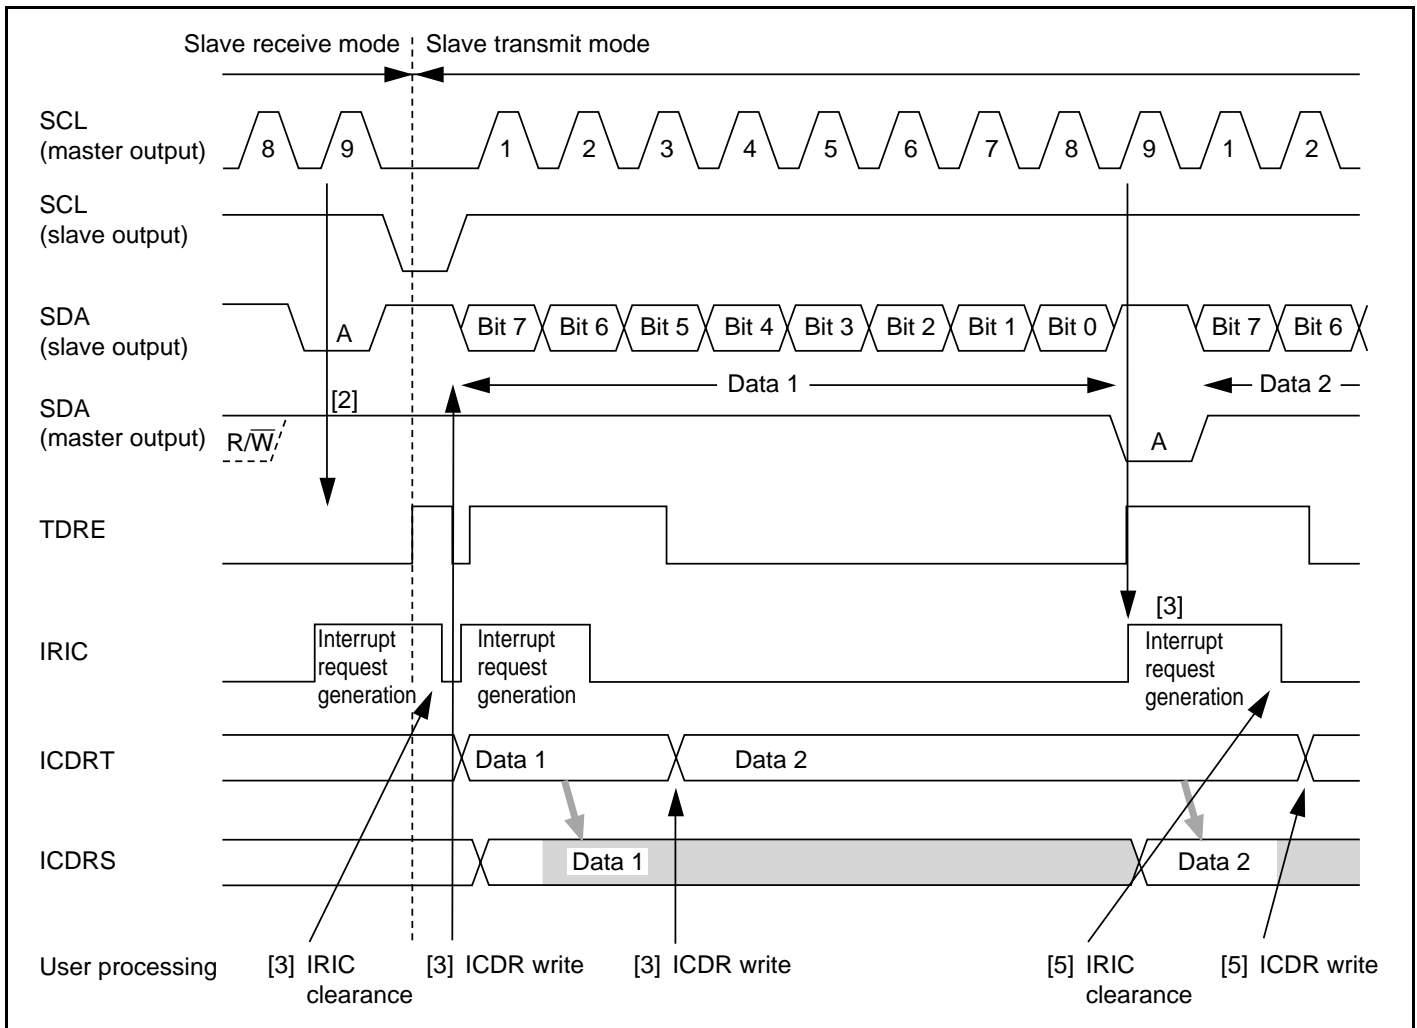 Slave receive mode Slave transmit mode
SCL
(master output)
8 9 1 2 3 4 5 6 7 8 9 1 2
SCL
(slave output)
SDA
(slave output)
A Bit 7 Bit 6 Bit 5 Bit 4 Bit 3 Bit 2 Bit 1 Bit 0 Bit 7 Bit 6
Data 1 Data 2
[2]
SDA
(master output)
R/W̅ A
TDRE
[3]
IRIC
Interrupt
request
generation
Interrupt
request
generation
Interrupt
request
generation
ICDRT Data 1 Data 2
ICDRS Data 1 Data 2
User processing
[3] IRIC
clearance
[3] ICDR write
[3] ICDR write
[5] IRIC
clearance
[5] ICDR write